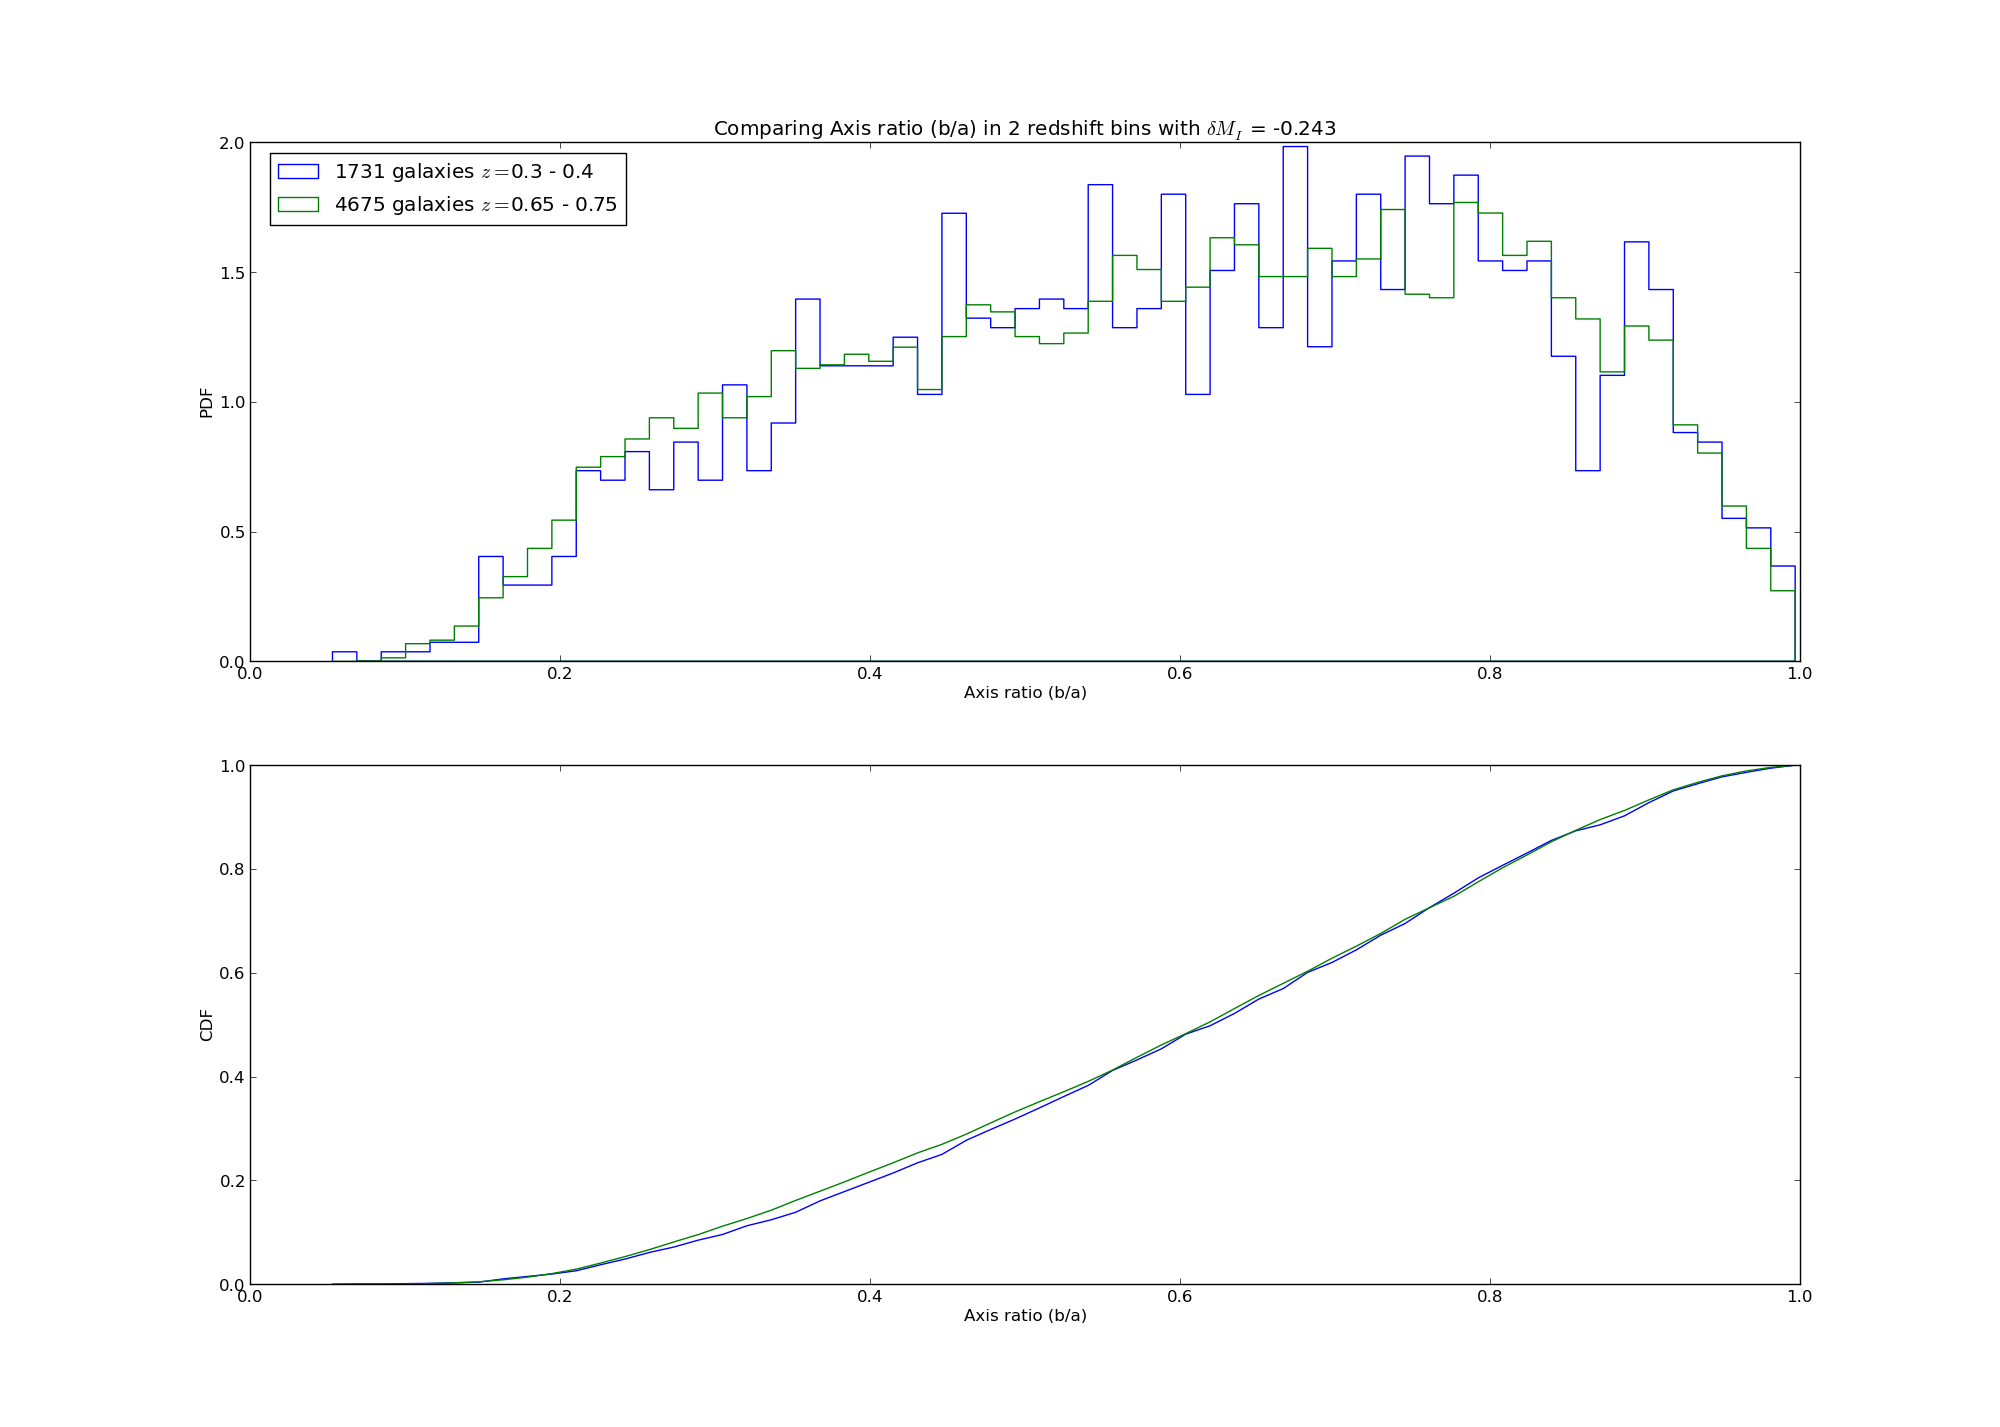 Comparing Axis ratio (b/a) in 2 redshift bins with δM_I = -0.243
1731 galaxies z=0.3 - 0.4
4675 galaxies z=0.65 - 0.75
2.0
1.5
1.0
0.5
0.0
PDF
0.0 0.2 0.4 0.6 0.8 1.0
Axis ratio (b/a)
1.0
0.8
0.6
0.4
0.2
0.0
CDF
0.0 0.2 0.4 0.6 0.8 1.0
Axis ratio (b/a)